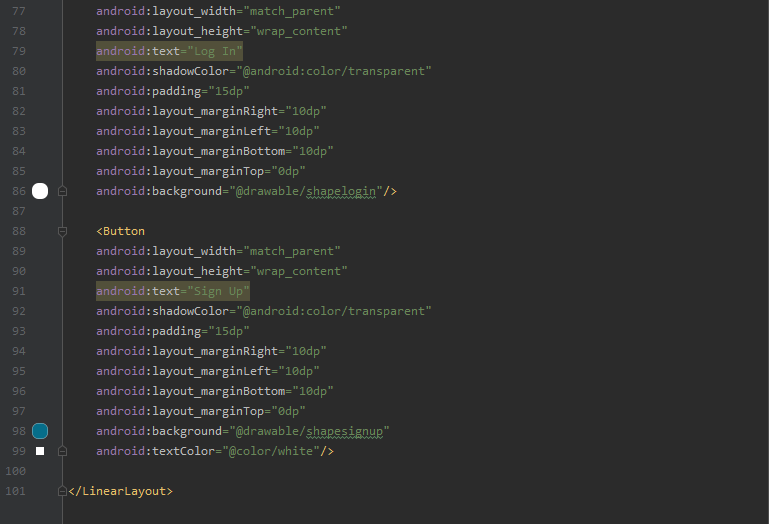 77 android:layout_width="match_parent"
78 android:layout_height="wrap_content"
79 android:text="Log In"
80 android:shadowColor="@android:color/transparent"
81 android:padding="15dp"
82 android:layout_marginRight="10dp"
83 android:layout_marginLeft="10dp"
84 android:layout_marginBottom="10dp"
85 android:layout_marginTop="0dp"
86 android:background="@drawable/shapelogin"/>
87
88 <Button
89 android:layout_width="match_parent"
90 android:layout_height="wrap_content"
91 android:text="Sign Up"
92 android:shadowColor="@android:color/transparent"
93 android:padding="15dp"
94 android:layout_marginRight="10dp"
95 android:layout_marginLeft="10dp"
96 android:layout_marginBottom="10dp"
97 android:layout_marginTop="0dp"
98 android:background="@drawable/shapesignup"
99 android:textColor="@color/white"/>
100
101 </LinearLayout>